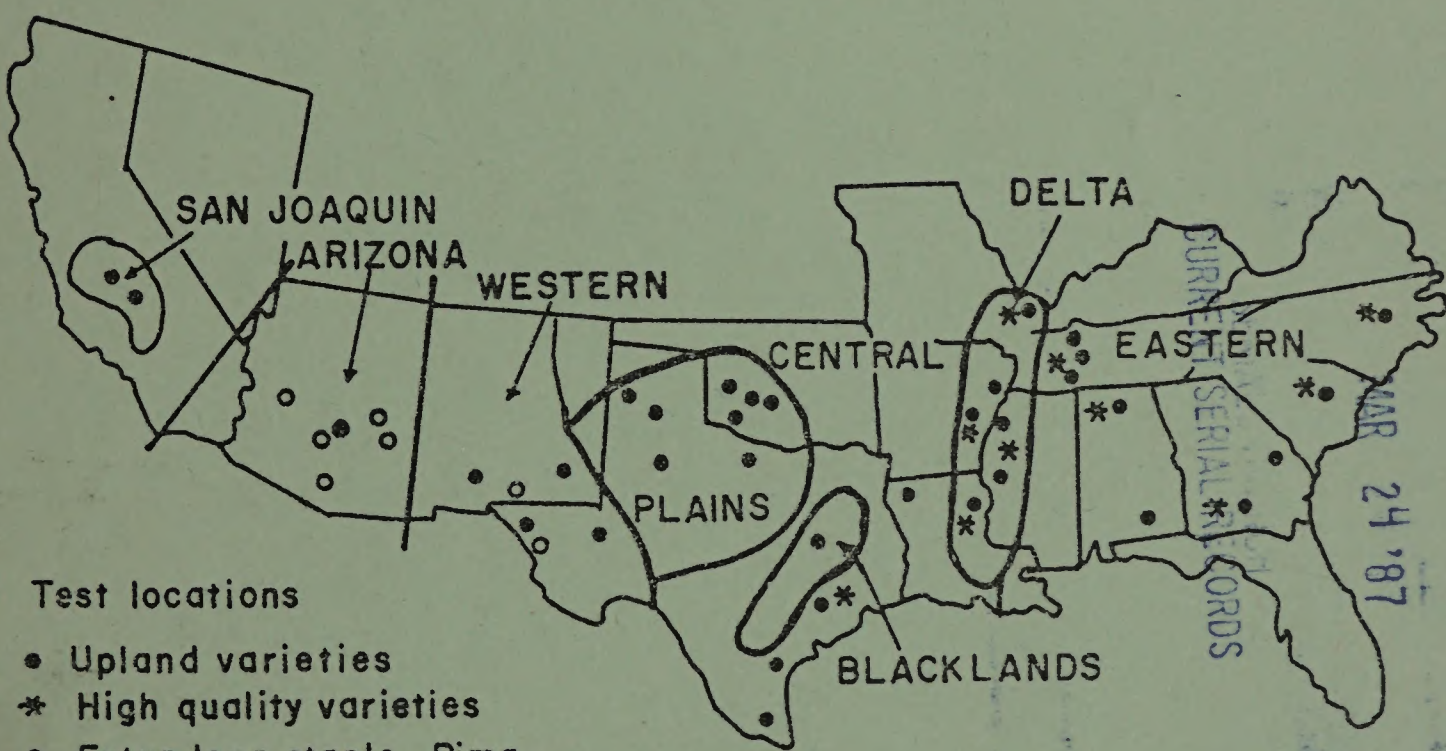 SAN JOAQUIN
ARIZONA
WESTERN
DELTA
CENTRAL
EASTERN
PLAINS
BLACKLANDS
Test locations
Upland varieties
* High quality varieties
CURRENT SERIAL RECORDS
MAR 24 '87